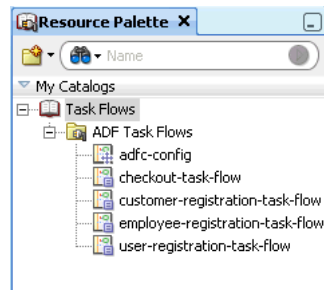 Resource Palette
Name
My Catalogs
Task Flows
ADF Task Flows
adfc-config
checkout-task-flow
customer-registration-task-flow
employee-registration-task-flow
user-registration-task-flow